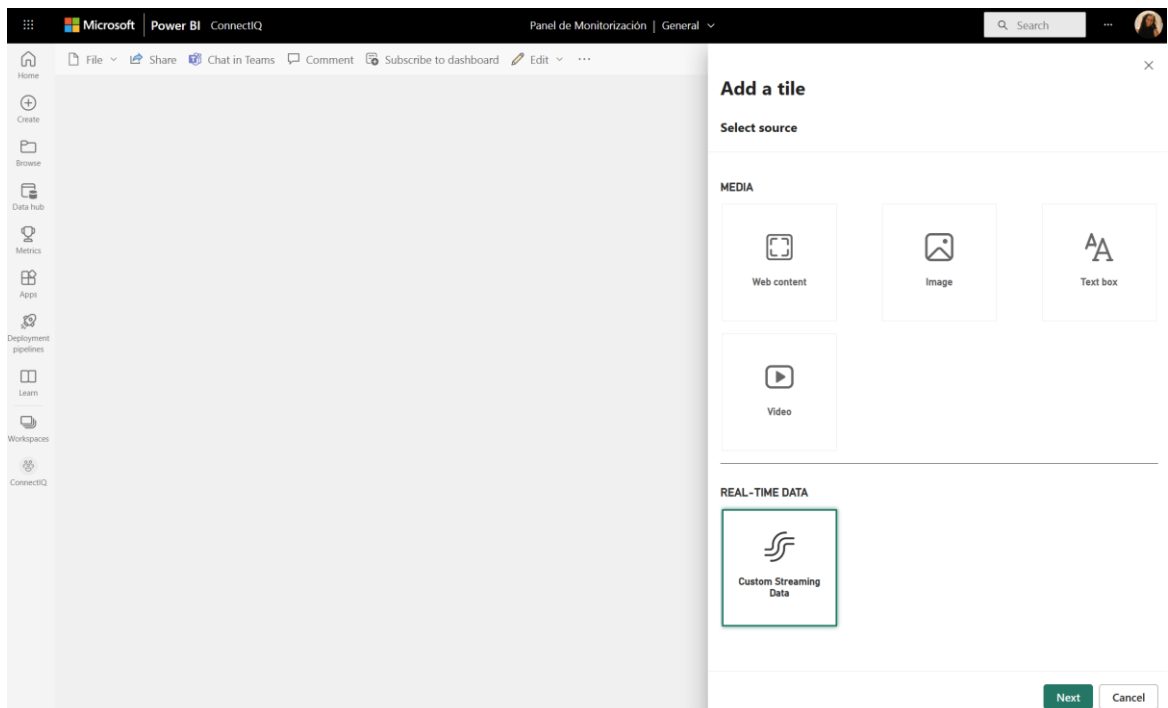 Microsoft Power BI ConnectIQ
Panel de Monitorización | General
Search
File Share Chat in Teams Comment Subscribe to dashboard Edit
Home
Create
Browse
Data hub
Metrics
Apps
Deployment
pipelines
Learn
Workspaces
ConnectIQ
Add a tile
Select source
MEDIA
Web content
Image
Text box
Video
REAL-TIME DATA
Custom Streaming
Data
Next
Cancel